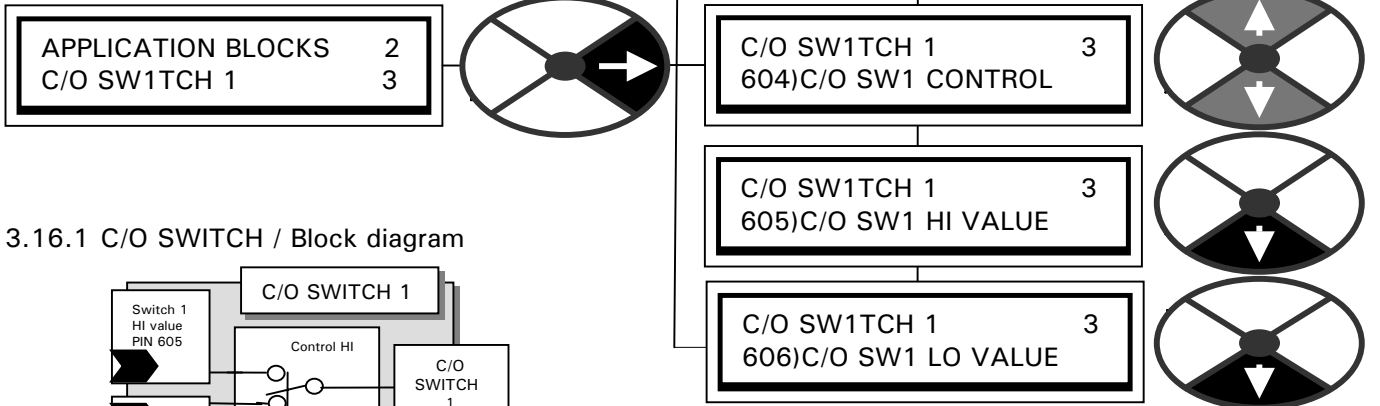 APPLICATION BLOCKS 2
C/O SW1TCH 1 3
C/O SW1TCH 1 3
604)C/O SW1 CONTROL
C/O SW1TCH 1 3
605)C/O SW1 HI VALUE
C/O SW1TCH 1 3
606)C/O SW1 LO VALUE
3.16.1 C/O SWITCH / Block diagram
C/O SWITCH 1
Switch 1
HI value
PIN 605
Control HI
C/O
SWITCH
1